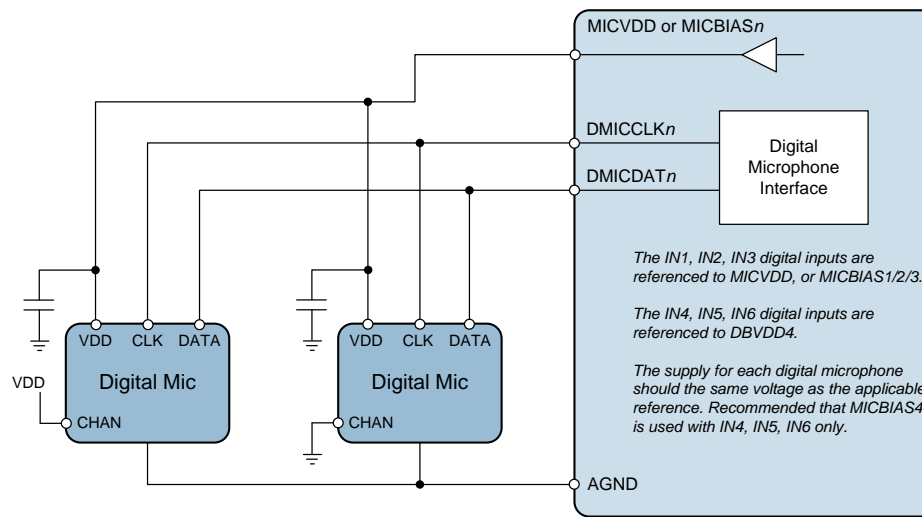 MICVDD or MICBIASn
DMICCLKn
DMICDATn
Digital
Microphone
Interface
The IN1, IN2, IN3 digital inputs are
referenced to MICVDD, or MICBIAS1/2/3.
The IN4, IN5, IN6 digital inputs are
referenced to DBVDD4.
The supply for each digital microphone
should the same voltage as the applicable
reference. Recommended that MICBIAS4
is used with IN4, IN5, IN6 only.
VDD CLK DATA
Digital Mic
CHAN
VDD
VDD CLK DATA
Digital Mic
CHAN
AGND